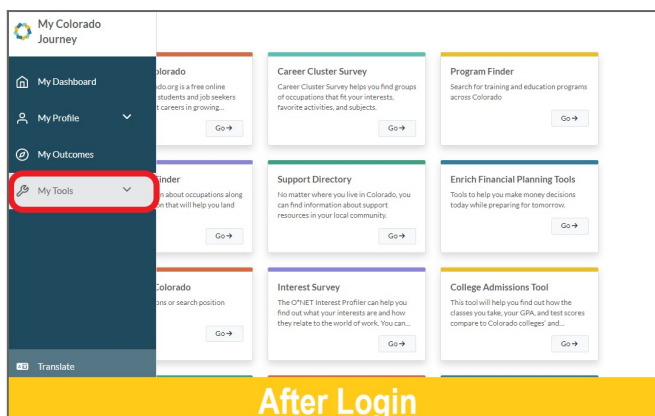 My Colorado
Journey
My Dashboard
My Profile
My Outcomes
My Tools
Translate
olorado
do.org is a free online
students and job seekers
t careers in growing...
Go→
Career Cluster Survey
Career Cluster Survey helps you find groups
of occupations that fit your interests,
favorite activities, and subjects.
Go→
Program Finder
Search for training and education programs
across Colorado
Go→
inder
n about occupations along
on that will help you land
Go→
Support Directory
No matter where you live in Colorado, you
can find information about support
resources in your local community.
Go→
Enrich Financial Planning Tools
Tools to help you make money decisions
today while preparing for tomorrow.
Go→
Colorado
ons or search position
Go→
Interest Survey
The O*NET Interest Profiler can help you
find out what your interests are and how
they relate to the world of work. You can...
Go→
College Admissions Tool
This tool will help you find out how the
classes you take, your GPA, and test scores
compare to Colorado colleges' and...
Go→
After Login